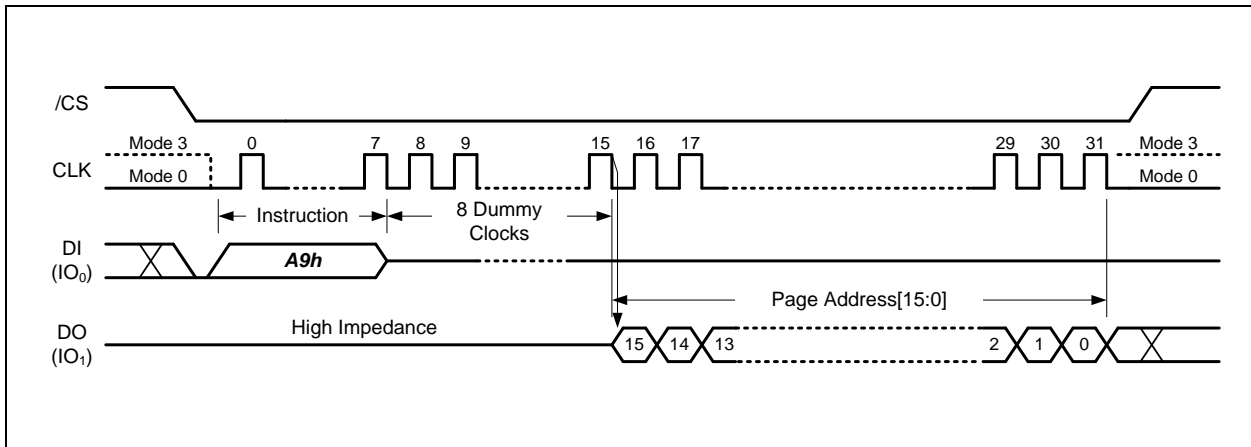 /CS
Mode 3 0 7 8 9 15 16 17 29 30 31 Mode 3
CLK
Mode 0 Mode 0
Instruction 8 Dummy
Clocks
DI
(IO0)
A9h
Page Address[15:0]
High Impedance
DO
(IO1)
15 14 13 2 1 0